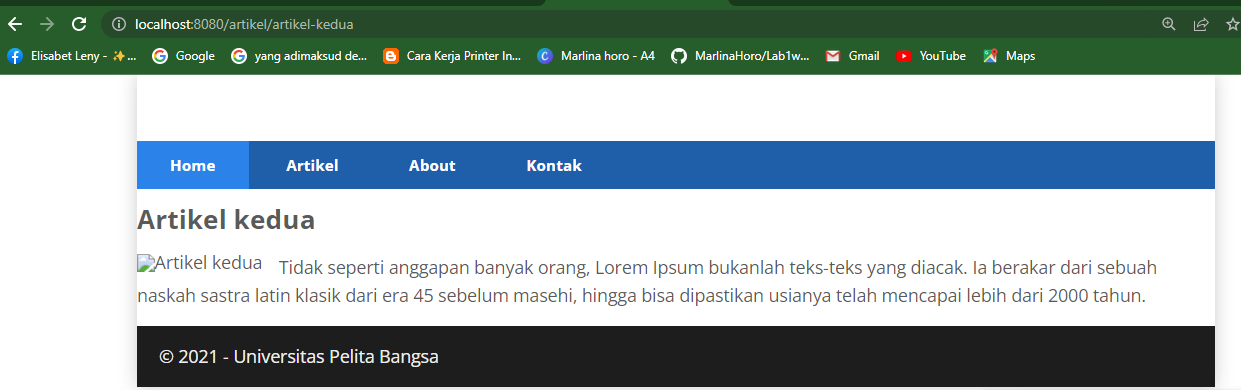 localhost:8080/artikel/artikel-kedua
Elisabet Leny - ✨... Google yang adimaksud de... Cara Kerja Printer In... Marlina horo - A4 MarlinaHoro/Lab1w... Gmail YouTube Maps
Home Artikel About Kontak
Artikel kedua
Artikel kedua Tidak seperti anggapan banyak orang, Lorem Ipsum bukanlah teks-teks yang diacak. Ia berakar dari sebuah
naskah sastra latin klasik dari era 45 sebelum masehi, hingga bisa dipastikan usianya telah mencapai lebih dari 2000 tahun.
© 2021 - Universitas Pelita Bangsa